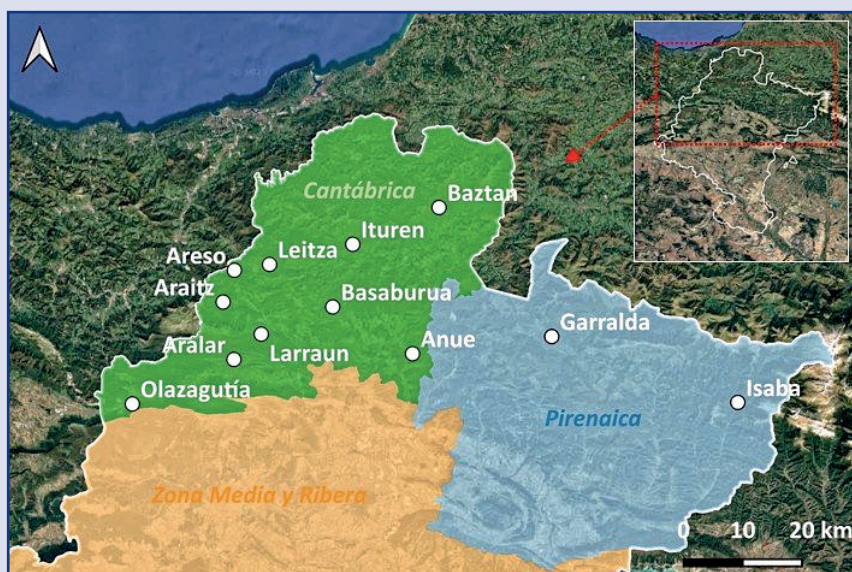 Cantábrica
Baztan
Ituren
Areso
Leitza
Araitz
Basaburua
Garralda
Aralar
Larraun
Anue
Olazagutía
Isaba
Pirenaica
Zona Media y Ribera
0 10 20 km